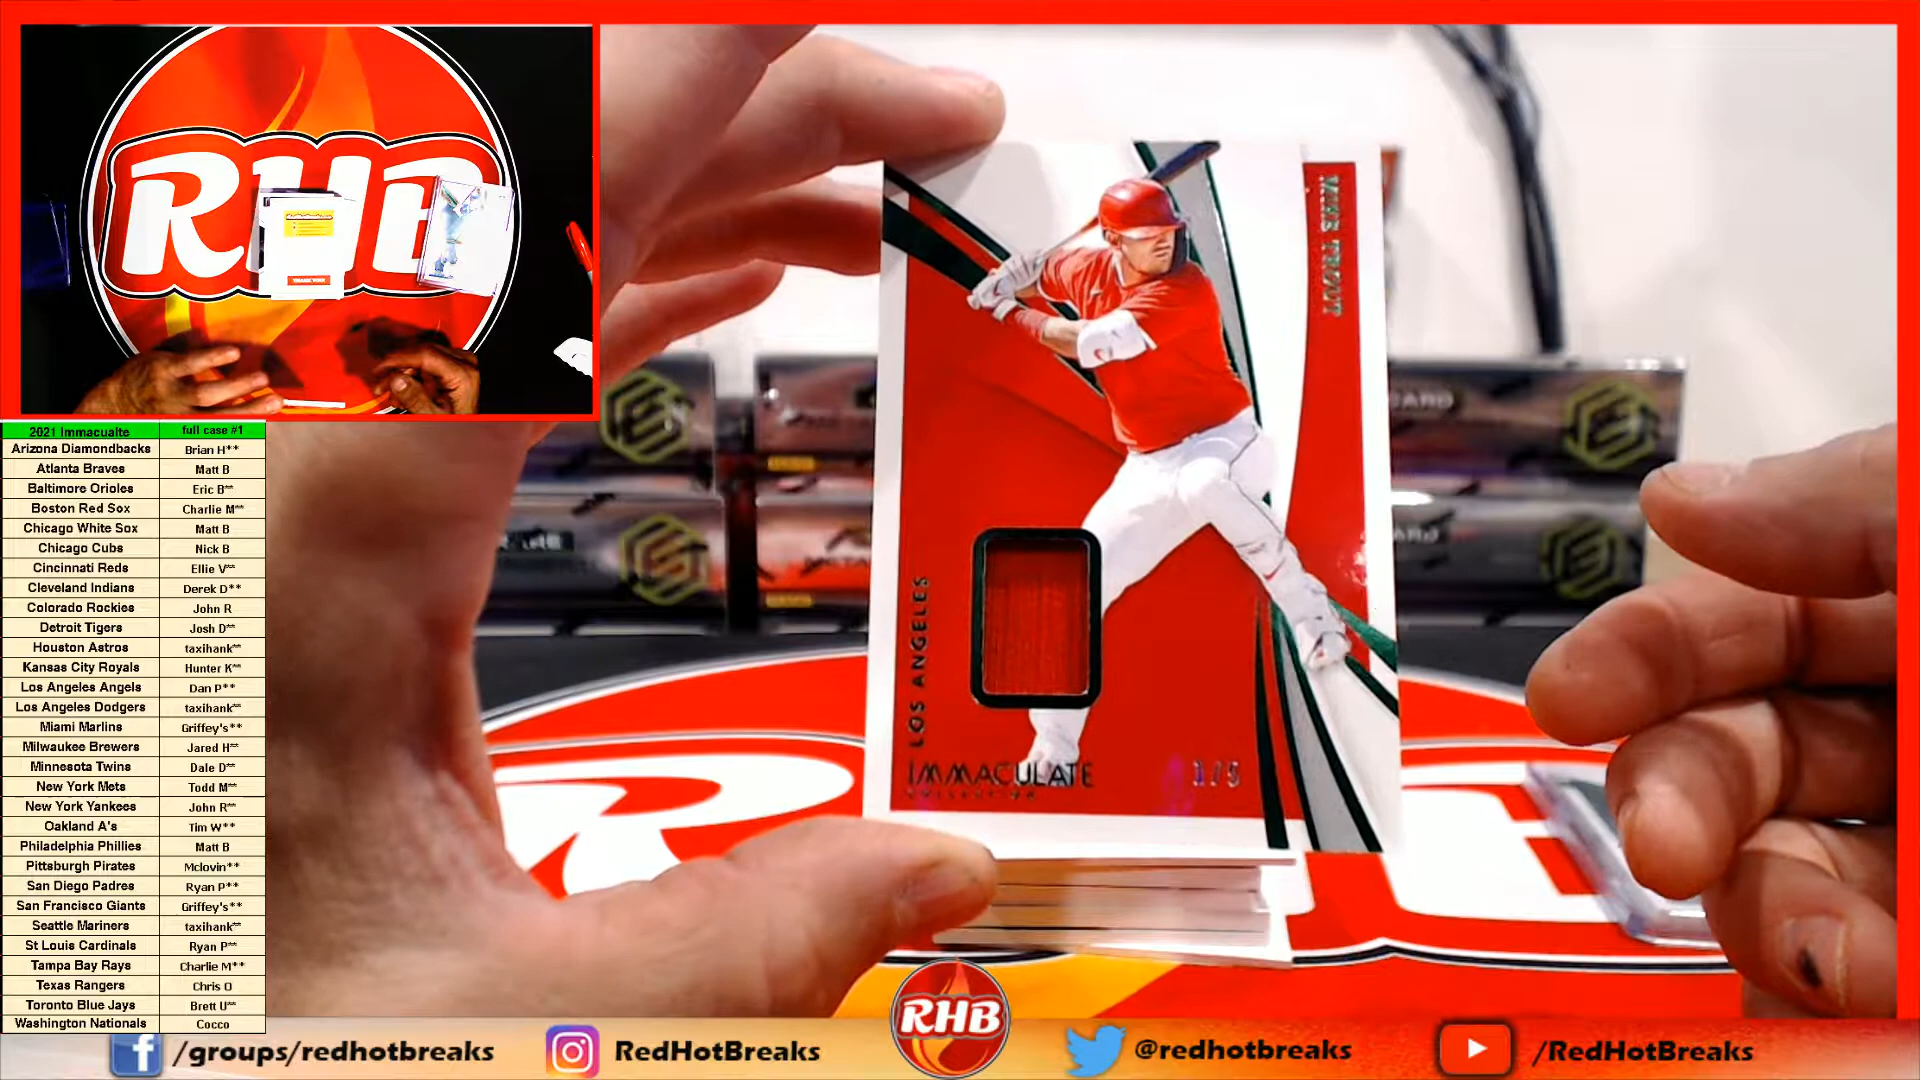 RHB
2021 Immacualte full case #1
Arizona Diamondbacks Brian H**
Atlanta Braves Matt B
Baltimore Orioles Eric B**
Boston Red Sox Charlie M**
Chicago White Sox Matt B
Chicago Cubs Nick B
Cincinnati Reds Ellie V**
Cleveland Indians Derek D**
Colorado Rockies John R
Detroit Tigers Josh D**
Houston Astros taxihank**
Kansas City Royals Hunter K**
Los Angeles Angels Dan P**
Los Angeles Dodgers taxihank**
Miami Marlins Griffey's**
Milwaukee Brewers Jared H**
Minnesota Twins Dale D**
New York Mets Todd M**
New York Yankees John R**
Oakland A's Tim W**
Philadelphia Phillies Matt B
Pittsburgh Pirates Mclovin**
San Diego Padres Ryan P**
San Francisco Giants Griffey's**
Seattle Mariners taxihank**
St Louis Cardinals Ryan P**
Tampa Bay Rays Charlie M**
Texas Rangers Chris O
Toronto Blue Jays Brett U**
Washington Nationals Cocco
MIKE TROUT
LOS ANGELES
IMMACULATE
COLLECTION
1/5
RHB
/groups/redhotbreaks
RedHotBreaks
@redhotbreaks
/RedHotBreaks